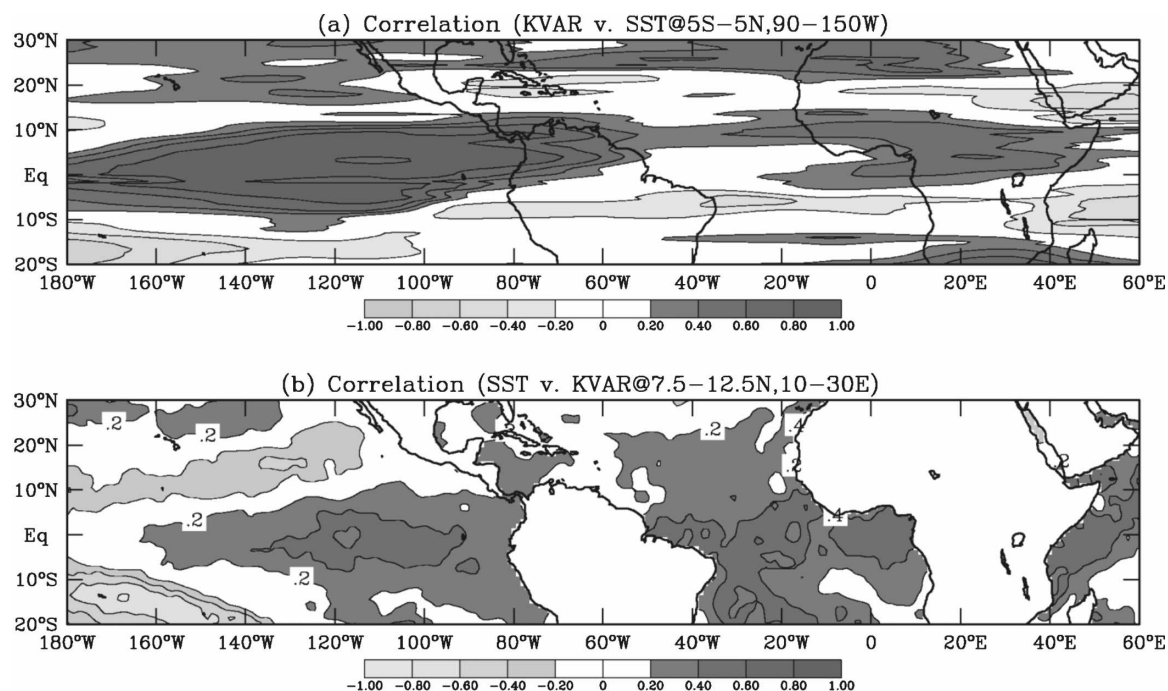 (a) Correlation (KVAR v. SST@5S-5N,90-150W)
30°N
20°N
10°N
Eq
10°S
20°S
180°W 160°W 140°W 120°W 100°W 80°W 60°W 40°W 20°W 0 20°E 40°E 60°E
-1.00 -0.80 -0.60 -0.40 -0.20 0 0.20 0.40 0.60 0.80 1.00
(b) Correlation (SST v. KVAR@7.5-12.5N,10-30E)
30°N
.2 .2 .2 .4
20°N
.2 .2
10°N
.2 .4
Eq
10°S
.2
20°S
180°W 160°W 140°W 120°W 100°W 80°W 60°W 40°W 20°W 0 20°E 40°E 60°E
-1.00 -0.80 -0.60 -0.40 -0.20 0 0.20 0.40 0.60 0.80 1.00